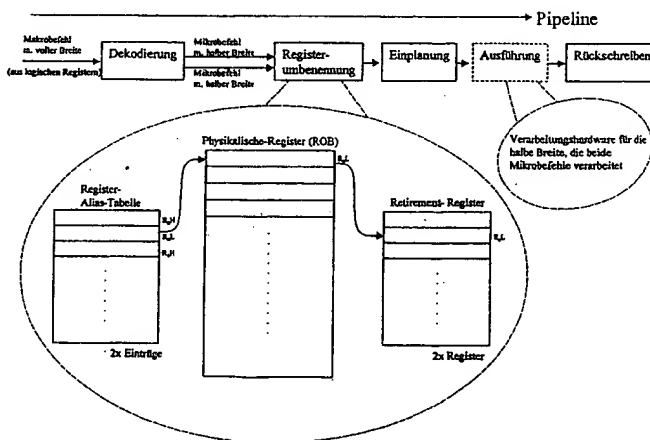 Pipeline
Makrobefehl
m. voller Breite
(aus logischen Registern)
Dekodierung
Mikrobefehl
m. halber Breite
Mikrobefehl
m. halber Breite
Register-
umbenennung
Einplanung
Ausführung
Rückschreiben
Verarbeitungshardware für die
halbe Breite, die beide
Mikrobefehle verarbeitet
Physikalische-Register (ROB)
Register-
Alias-Tabelle
Retirement- Register
2x Einträge
2x Register